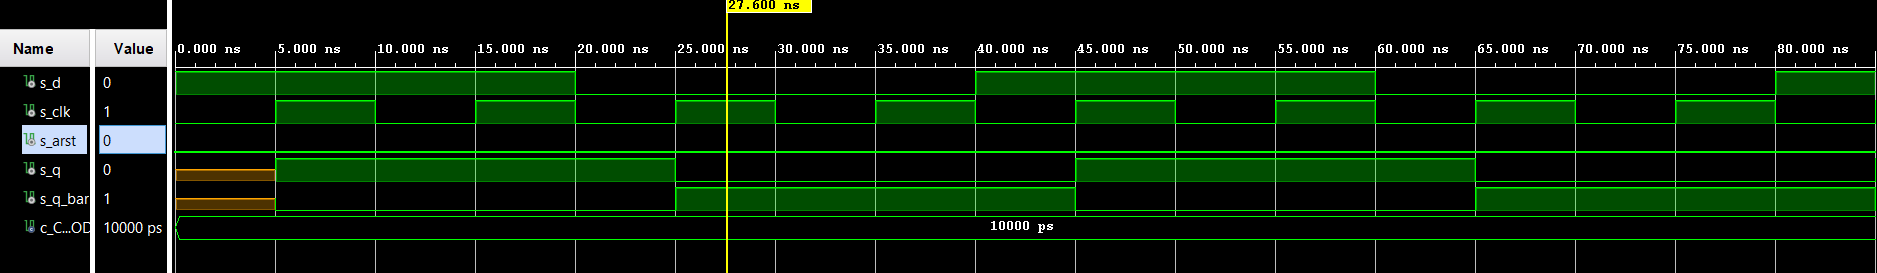 27.600 ns
Name Value
0.000 ns 5.000 ns 10.000 ns 15.000 ns 20.000 ns 25.000 ns 30.000 ns 35.000 ns 40.000 ns 45.000 ns 50.000 ns 55.000 ns 60.000 ns 65.000 ns 70.000 ns 75.000 ns 80.000 ns
s_d 0
s_clk 1
s_arst 0
s_q 0
s_q_bar 1
c_C...OD 10000 ps 10000 ps